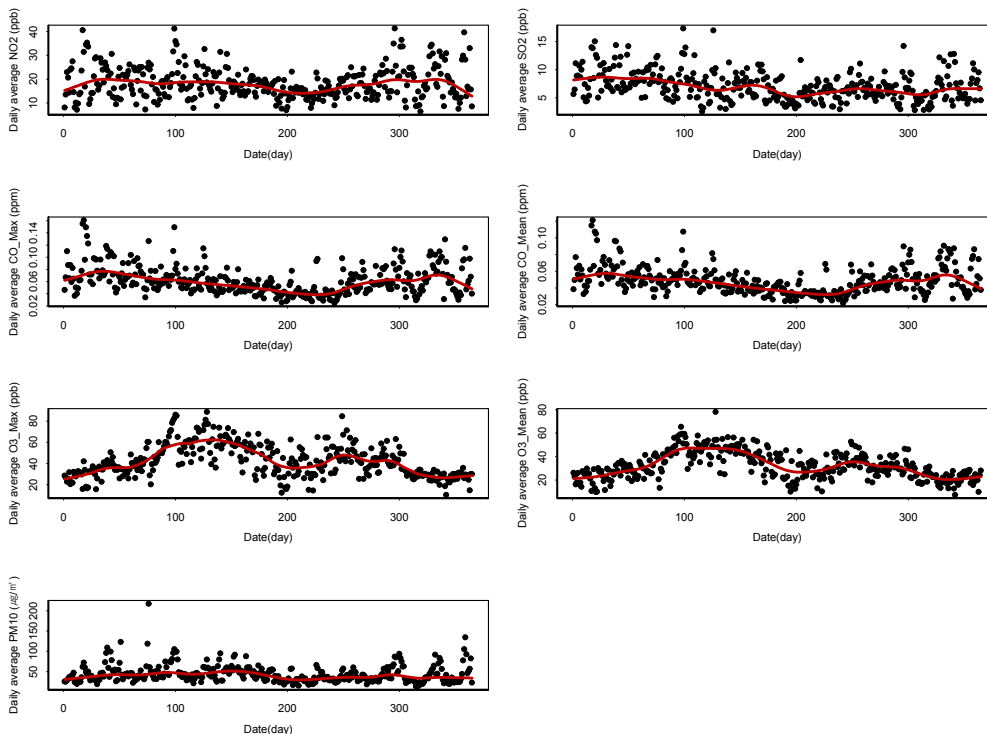 Daily average NO2 (ppb)
10 20 30 40
0 100 200 300
Date(day)
Daily average SO2 (ppb)
5 10 15
0 100 200 300
Date(day)
Daily average CO_Max (ppm)
0.02 0.06 0.10 0.14
0 100 200 300
Date(day)
Daily average CO_Mean (ppm)
0.02 0.06 0.10
0 100 200 300
Date(day)
Daily average O3_Max (ppb)
20 40 60 80
0 100 200 300
Date(day)
Daily average O3_Mean (ppb)
20 40 60 80
0 100 200 300
Date(day)
Daily average PM10 (㎍/㎥)
50 100 150 200
0 100 200 300
Date(day)